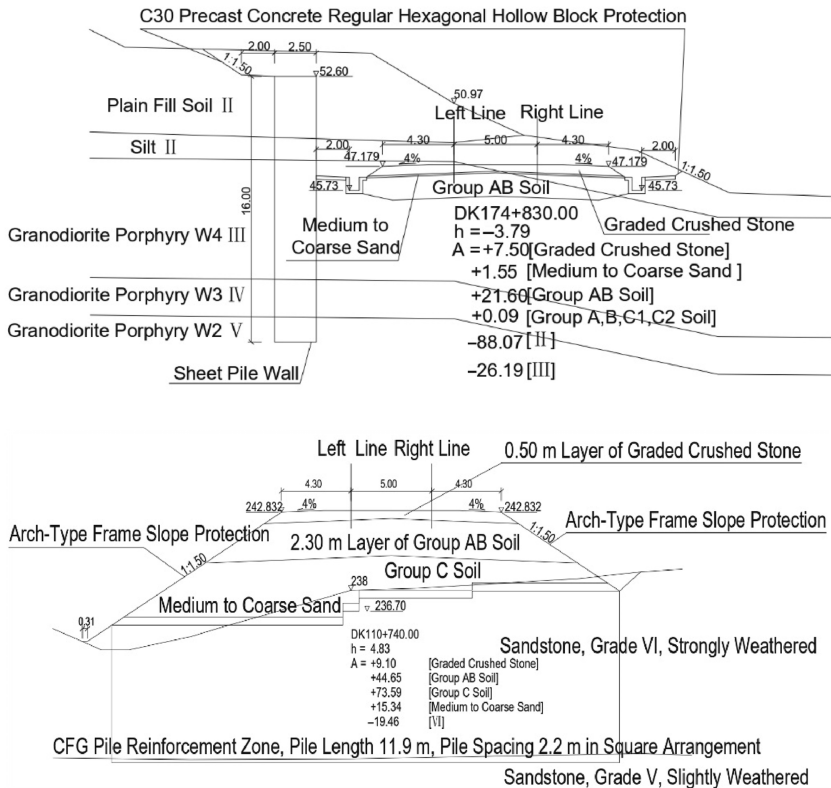 C30 Precast Concrete Regular Hexagonal Hollow Block Protection
2.00 2.50
1:1.50
52.60
50.97
Plain Fill Soil Ⅱ
Left Line Right Line
Silt Ⅱ
2.00 4.30 5.00 4.30 2.00
47.179 4% 4% 47.179 1:1.50
45.73 45.73
16.00
Group AB Soil
Medium to Coarse Sand
Graded Crushed Stone
Granodiorite Porphyry W4 Ⅲ
DK174+830.00
h = –3.79
A = +7.50[Graded Crushed Stone]
+1.55 [Medium to Coarse Sand ]
+21.60[Group AB Soil]
+0.09 [Group A,B,C1,C2 Soil]
–88.07 [Ⅱ]
–26.19 [III]
Granodiorite Porphyry W3 Ⅳ
Granodiorite Porphyry W2 Ⅴ
Sheet Pile Wall
Left Line Right Line
0.50 m Layer of Graded Crushed Stone
4.30 5.00 4.30
242.832 4% 4% 242.832
Arch-Type Frame Slope Protection
1:1.50
1:1.50
Arch-Type Frame Slope Protection
2.30 m Layer of Group AB Soil
Group C Soil
238
Medium to Coarse Sand
236.70
0.31
DK110+740.00
h = 4.83
A = +9.10 [Graded Crushed Stone]
+44.65 [Group AB Soil]
+73.59 [Group C Soil]
+15.34 [Medium to Coarse Sand]
–19.46 [Ⅵ]
Sandstone, Grade VI, Strongly Weathered
CFG Pile Reinforcement Zone, Pile Length 11.9 m, Pile Spacing 2.2 m in Square Arrangement
Sandstone, Grade V, Slightly Weathered